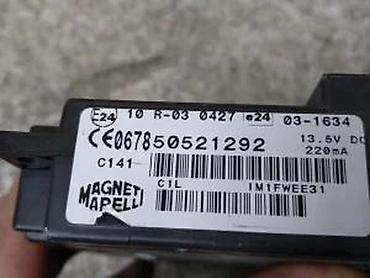 E24 10 R-03 0427 e24 03-1634
CE0678 50521292 13.5V DC
C141 220mA
MAGNETI MARELLI C1L IM1FWEE31